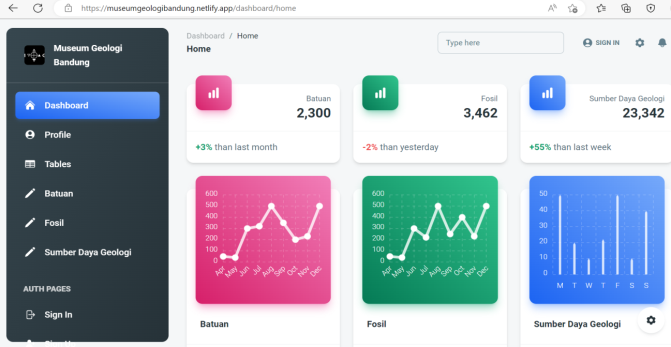 https://museumgeologibandung.netlify.app/dashboard/home
Museum Geologi
Bandung
Dashboard
Profile
Tables
Batuan
Fosil
Sumber Daya Geologi
AUTH PAGES
Sign In
Dashboard / Home
Home
Type here
SIGN IN
Batuan
2,300
+3% than last month
Fosil
3,462
-2% than yesterday
Sumber Daya Geologi
23,342
+55% than last week
600
500
400
300
200
100
0
Apr May Jun Jul Aug Sep Oct Nov Dec
Batuan
600
500
400
300
200
100
0
Apr May Jun Jul Aug Sep Oct Nov Dec
Fosil
50
40
30
20
10
0
M T W T F S S
Sumber Daya Geologi